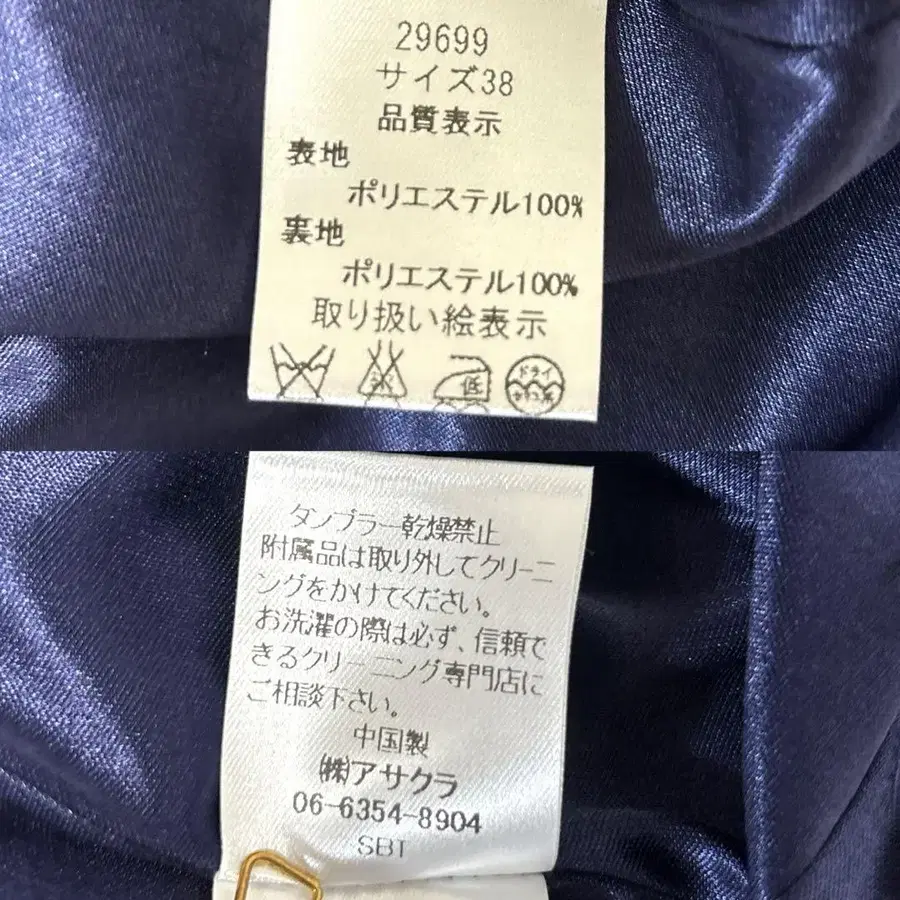 29699
サイズ38
品質表示
表地
ポリエステル100%
裏地
ポリエステル100%
取り扱い絵表示
低
ドライ
タンブラー乾燥禁止
附属品は取り外してクリーニ
ングをかけてください。
お洗濯の際は必ず、信頼で
きるクリーニング専門店に
ご相談下さい。
中国製
(株)アサクラ
06-6354-8904
SBT